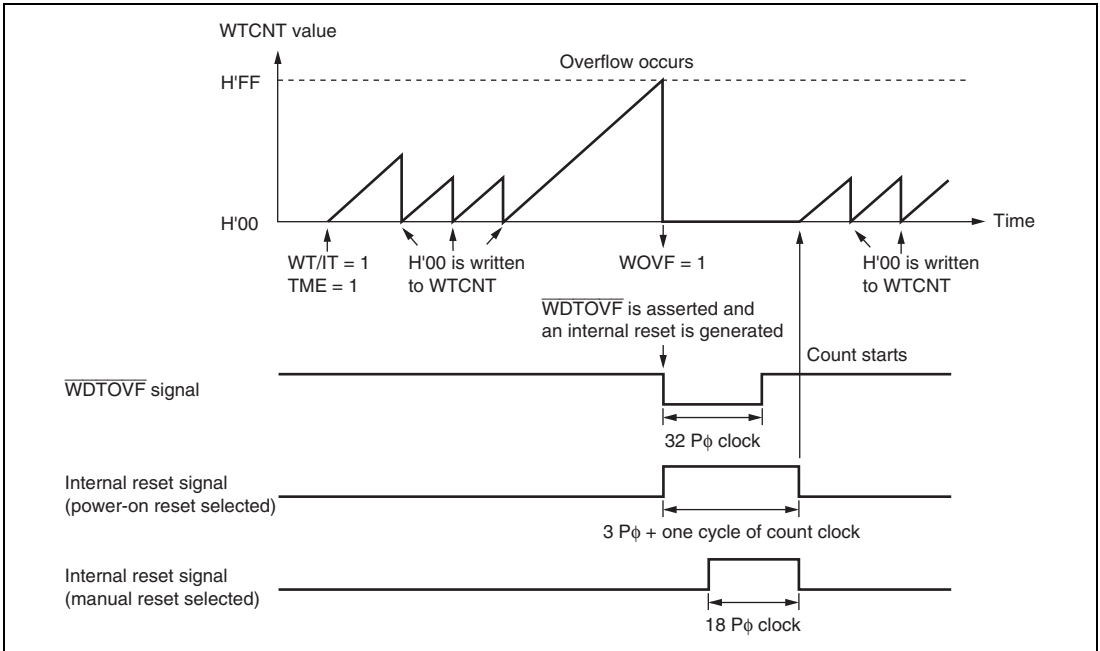 WTCNT value
Overflow occurs
H'FF
H'00
Time
WT/IT = 1
TME = 1
H'00 is written
to WTCNT
WOVF = 1
H'00 is written
to WTCNT
WDTOVF is asserted and
an internal reset is generated
Count starts
WDTOVF signal
32 Pϕ clock
Internal reset signal
(power-on reset selected)
3 Pϕ + one cycle of count clock
Internal reset signal
(manual reset selected)
18 Pϕ clock